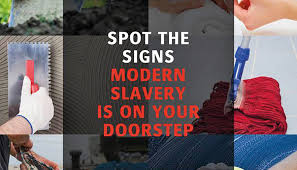 SPOT THE
SIGNS
MODERN
SLAVERY
IS ON YOUR
DOORSTEP